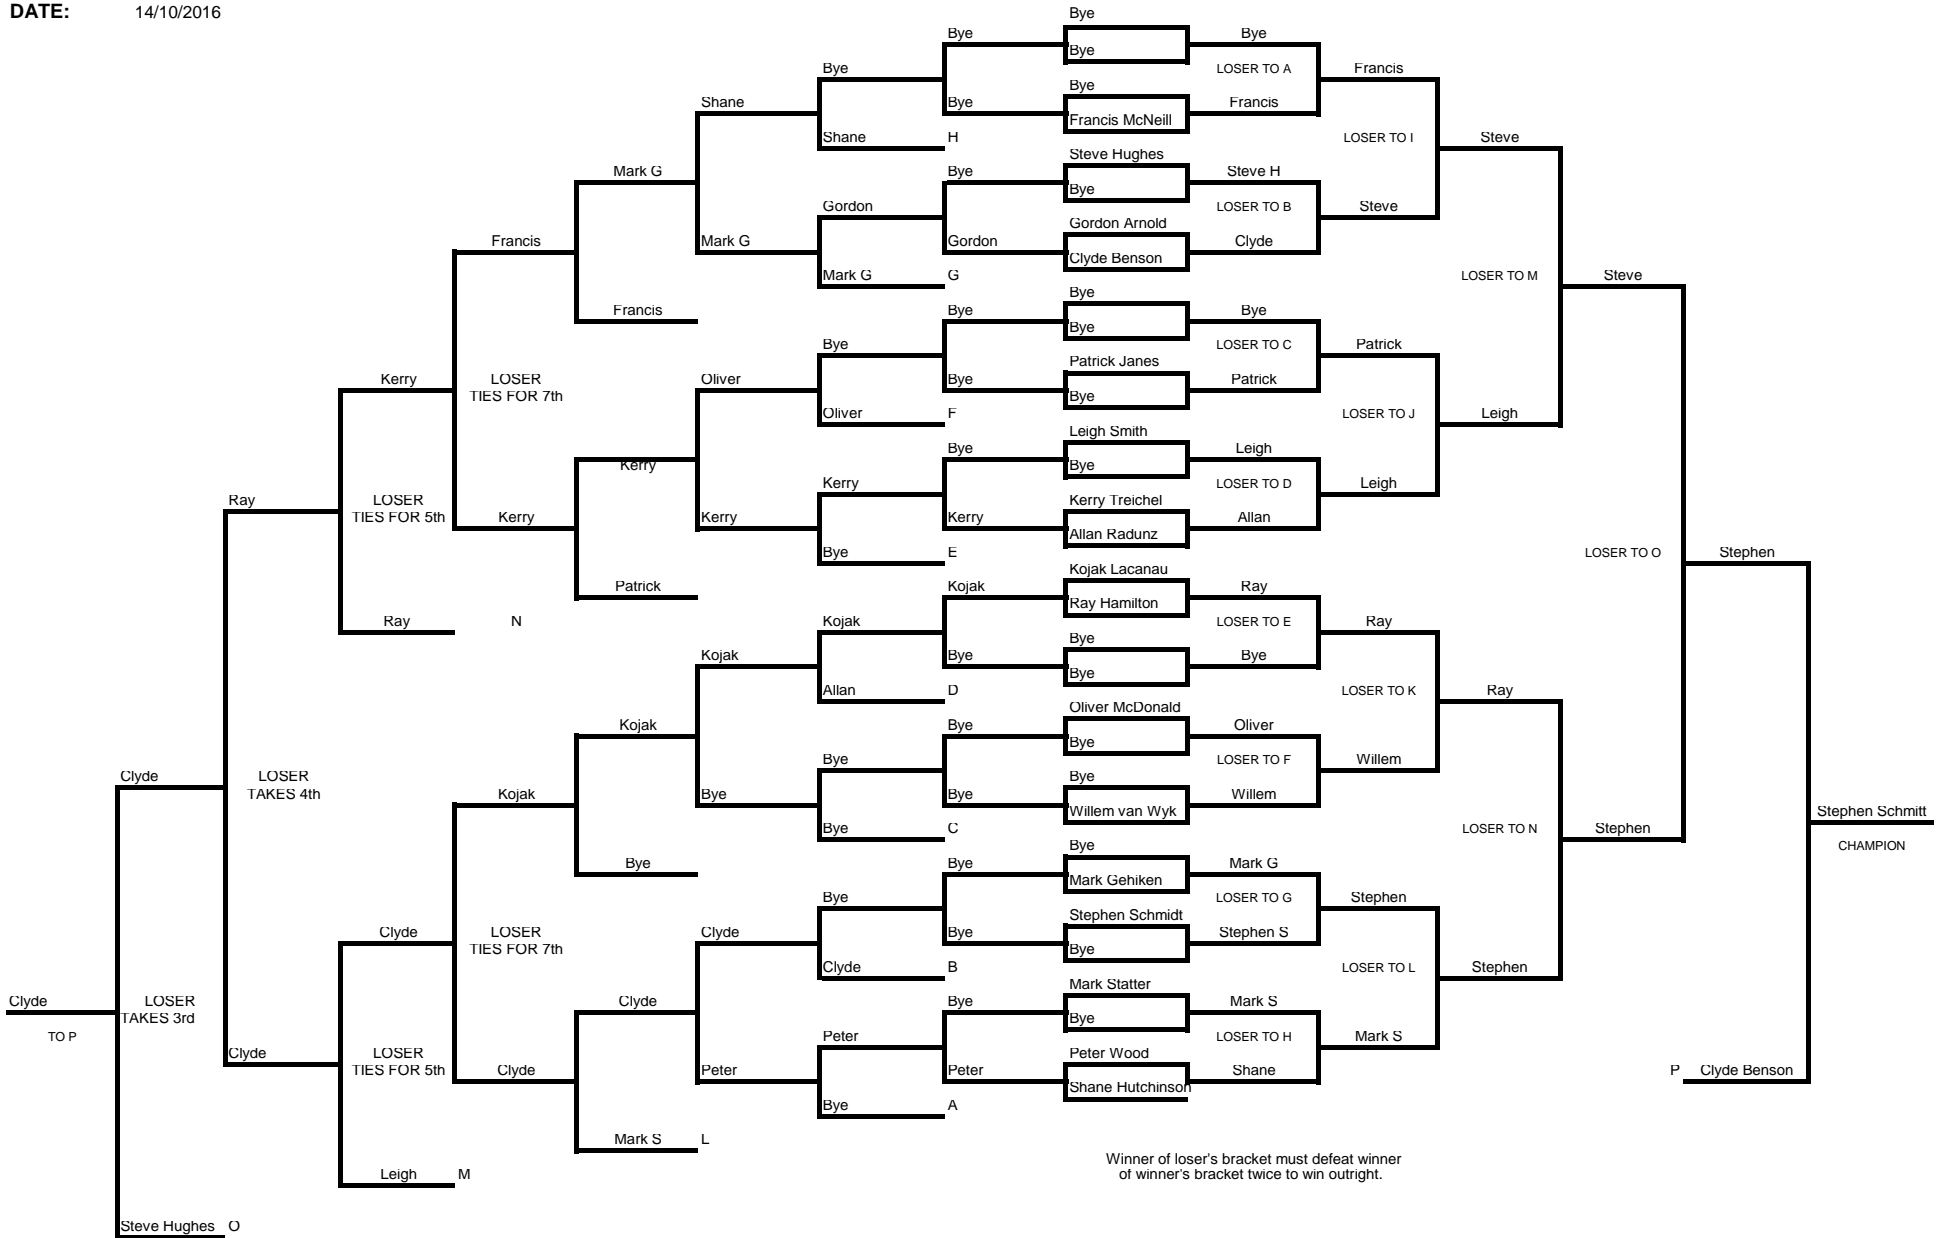 DATE: 14/10/2016
Bye
Bye Bye
Bye
Bye LOSER TO A Francis
Bye
Shane Bye Francis
Francis McNeill
Shane H LOSER TO I Steve
Steve Hughes
Mark G Bye Steve H
Bye
Gordon LOSER TO B Steve
Gordon Arnold
Francis Mark G Gordon Clyde
Clyde Benson
Mark G G LOSER TO M Steve
Bye
Francis Bye Bye
Bye
Bye LOSER TO C Patrick
Patrick Janes
Kerry LOSER TIES FOR 7th Oliver Bye Patrick
Bye
Oliver F LOSER TO J Leigh
Leigh Smith
Bye Leigh
Kerry Bye
Kerry LOSER TO D Leigh
Ray LOSER TIES FOR 5th Kerry Treichel
Kerry Kerry Kerry Allan
Allan Radunz
Bye E LOSER TO O Stephen
Kojak Lacanau
Patrick Kojak Ray
Ray Hamilton
Ray N Kojak LOSER TO E Ray
Bye
Kojak Bye Bye
Bye
Allan D LOSER TO K Ray
Oliver McDonald
Kojak Bye Oliver
Bye
Bye LOSER TO F Willem
Clyde LOSER TAKES 4th Bye
Kojak Bye Bye Willem
Willem van Wyk Stephen Schmitt
Bye C LOSER TO N Stephen
Bye CHAMPION
Bye Bye Mark G
Mark Gehiken
Bye LOSER TO G Stephen
Stephen Schmidt
Clyde LOSER TIES FOR 7th Clyde Bye Stephen S
Bye
Clyde B LOSER TO L Stephen
Mark Statter
Clyde LOSER TAKES 3rd Clyde Bye Mark S
Bye
TO P Peter LOSER TO H Mark S
Clyde LOSER TIES FOR 5th Peter Wood
Clyde Peter Peter Shane P Clyde Benson
Shane Hutchinson
Bye A
Mark S L
Winner of loser's bracket must defeat winner
of winner's bracket twice to win outright.
Leigh M
Steve Hughes O